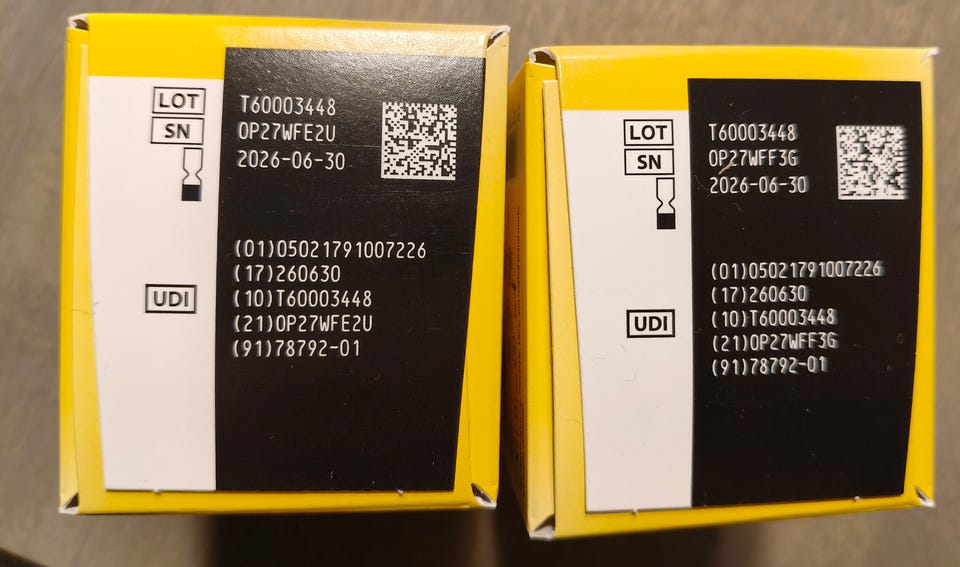 LOT
SN
T60003448
0P27WFE2U
2026-06-30
UDI
(01)05021791007226
(17)260630
(10)T60003448
(21)0P27WFE2U
(91)78792-01
LOT
SN
T60003448
0P27WFF3G
2026-06-30
UDI
(01)05021791007226
(17)260630
(10)T60003448
(21)0P27WFF3G
(91)78792-01